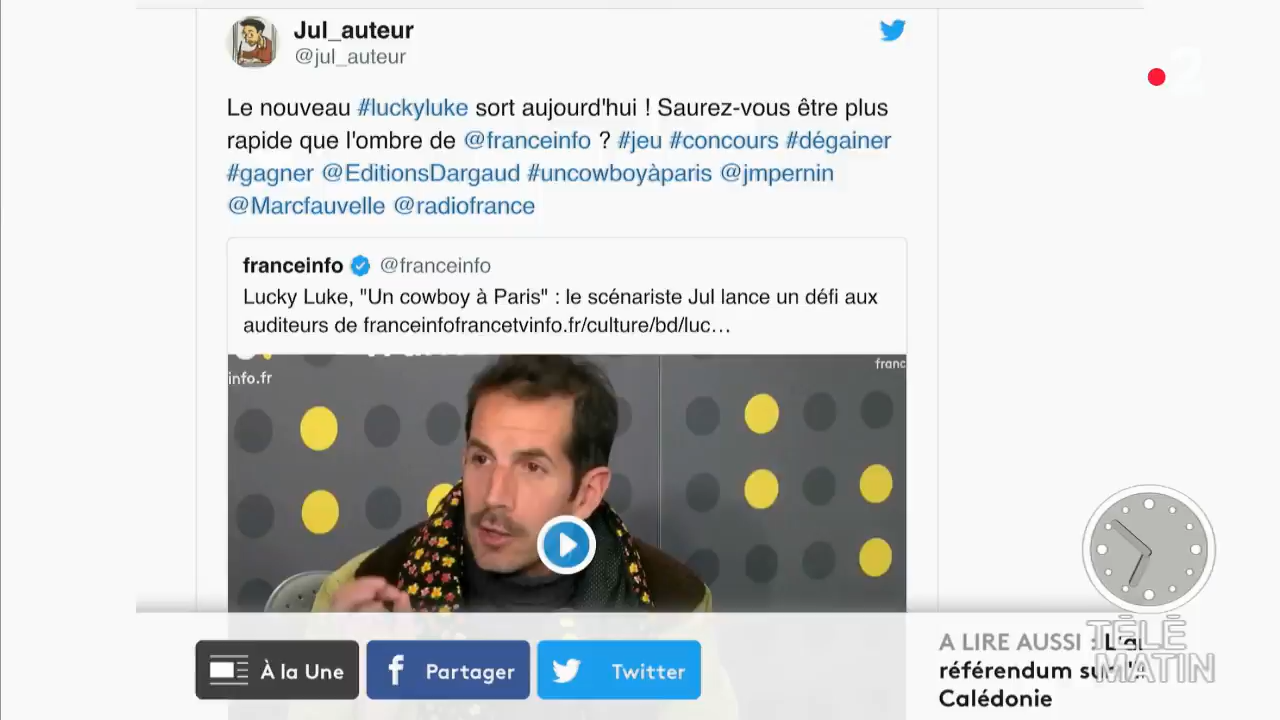 Jul_auteur
@jul_auteur
2
Le nouveau #luckyluke sort aujourd'hui ! Saurez-vous être plus
rapide que l'ombre de @franceinfo ? #jeu #concours #dégainer
#gagner @EditionsDargaud #uncowboyàparis @jmpernin
@Marcfauvelle @radiofrance
franceinfo @franceinfo
Lucky Luke, "Un cowboy à Paris" : le scénariste Jul lance un défi aux
auditeurs de franceinfofrancetvinfo.fr/culture/bd/luc…
info.fr
franc
À la Une
Partager
Twitter
A LIRE AUSSI :
référendum
Calédonie
TÉLÉ
MATIN